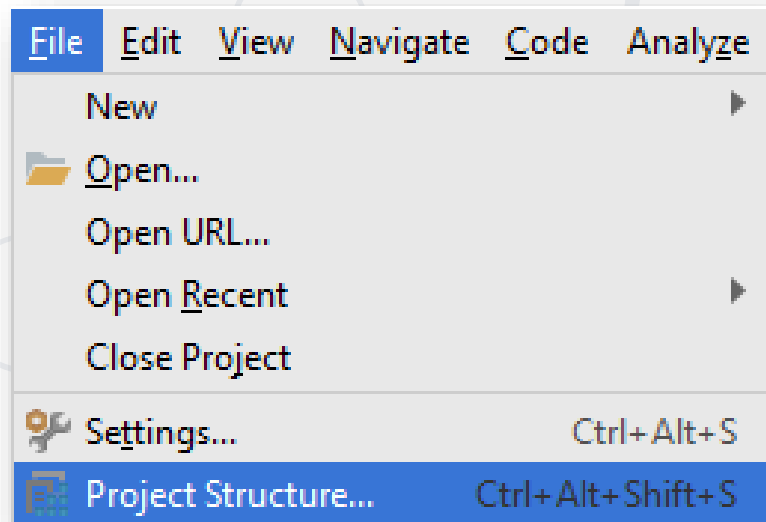 File Edit View Navigate Code Analyze
New
Open...
Open URL...
Open Recent
Close Project
Settings... Ctrl+Alt+S
Project Structure... Ctrl+Alt+Shift+S